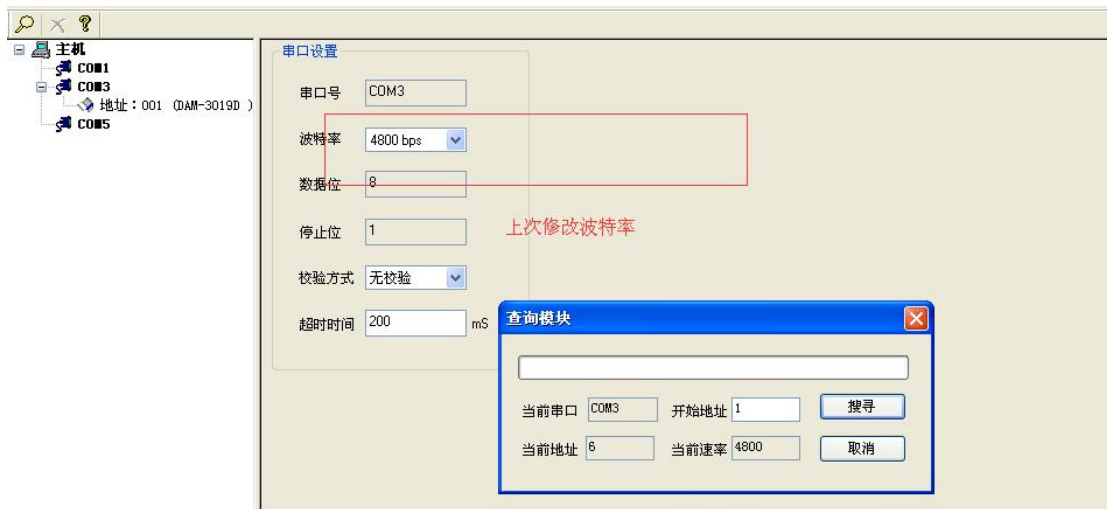 主机
COM1
COM3
地址：001 (DAM-3019D )
COM5
串口设置
串口号 COM3
波特率 4800 bps
数据位 8
停止位 1
上次修改波特率
校验方式 无校验
超时时间 200 mS
查询模块
当前串口 COM3 开始地址 1 搜寻
当前地址 6 当前速率 4800 取消